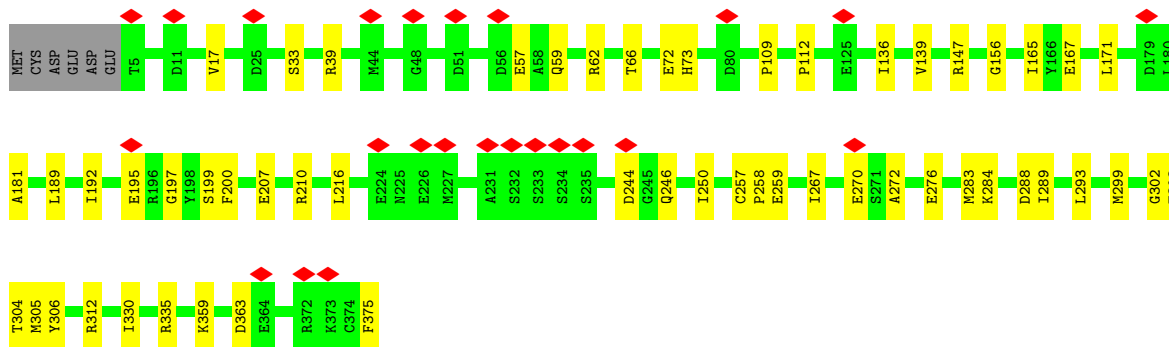 MET CYS ASP GLU ASP GLU T5 D11 V17 D25 S33 R39 M44 G48 D51 D56 E57 A58 Q59 R62 T66 E72 H73 D80 P109 P112 E125 I136 V139 R147 G156 I165 Y166 E167 L171 D179 L180
A181 L189 I192 E195 R196 G197 Y198 S199 F200 E207 R210 L216 E224 N225 E226 M227 A231 S232 S233 S234 S235 D244 G245 Q246 I250 C257 P258 E259 I267 E270 S271 A272 E276 M283 K284 D288 I289 L293 M299 G302
T304 M305 Y306 R312 I330 R335 K359 D363 E364 R372 K373 C374 F375